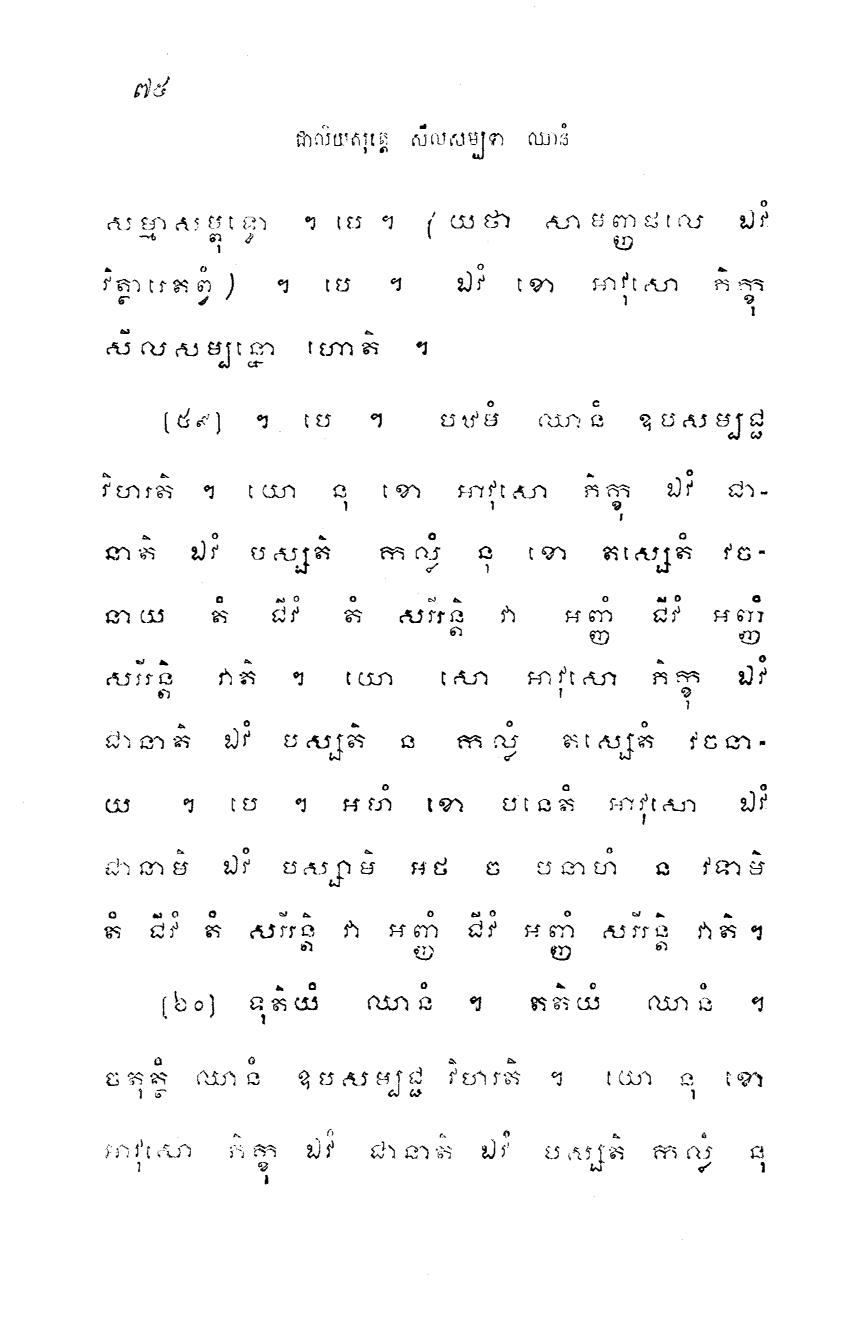 ៧៥
ជាលិយសុត្តេ សីលសម្បទា ឈានំ
សម្មាសម្ពុទ្ធោ ។ បេ ។ (យថា សាមញ្ញផលេ ឯវំ
វិត្ថារេតព្វំ) ។ បេ ។ ឯវំ ខោ អាវុសោ ភិក្ខុ
សីលសម្បន្នោ ហោតិ ។
[៥៩] ។ បេ ។ បឋមំ ឈានំ ឧបសម្បជ្ជ
វិហរតិ ។ យោ នុ ខោ អាវុសោ ភិក្ខុ ឯវំ ជា-
នាតិ ឯវំ បស្សតិ កល្លំ នុ ខោ តស្សេតំ វច-
នាយ តំ ជីវំ តំ សរីរន្តិ វា អញ្ញំ ជីវំ អញ្ញំ
សរីរន្តិ វាតិ ។ យោ សោ អាវុសោ ភិក្ខុ ឯវំ
ជានាតិ ឯវំ បស្សតិ ន កល្លំ តស្សេតំ វចនា-
យ ។ បេ ។ អហំ ខោ បនេតំ អាវុសោ ឯវំ
ជានាមិ ឯវំ បស្សាមិ អថ ច បនាហំ ន វទាមិ
តំ ជីវំ តំ សរីរន្តិ វា អញ្ញំ ជីវំ អញ្ញំ សរីរន្តិ វាតិ ។
[៦០] ទុតិយំ ឈានំ ។ តតិយំ ឈានំ ។
ចតុត្ថំ ឈានំ ឧបសម្បជ្ជ វិហរតិ ។ យោ នុ ខោ
អាវុសោ ភិក្ខុ ឯវំ ជានាតិ ឯវំ បស្សតិ កល្លំ នុ